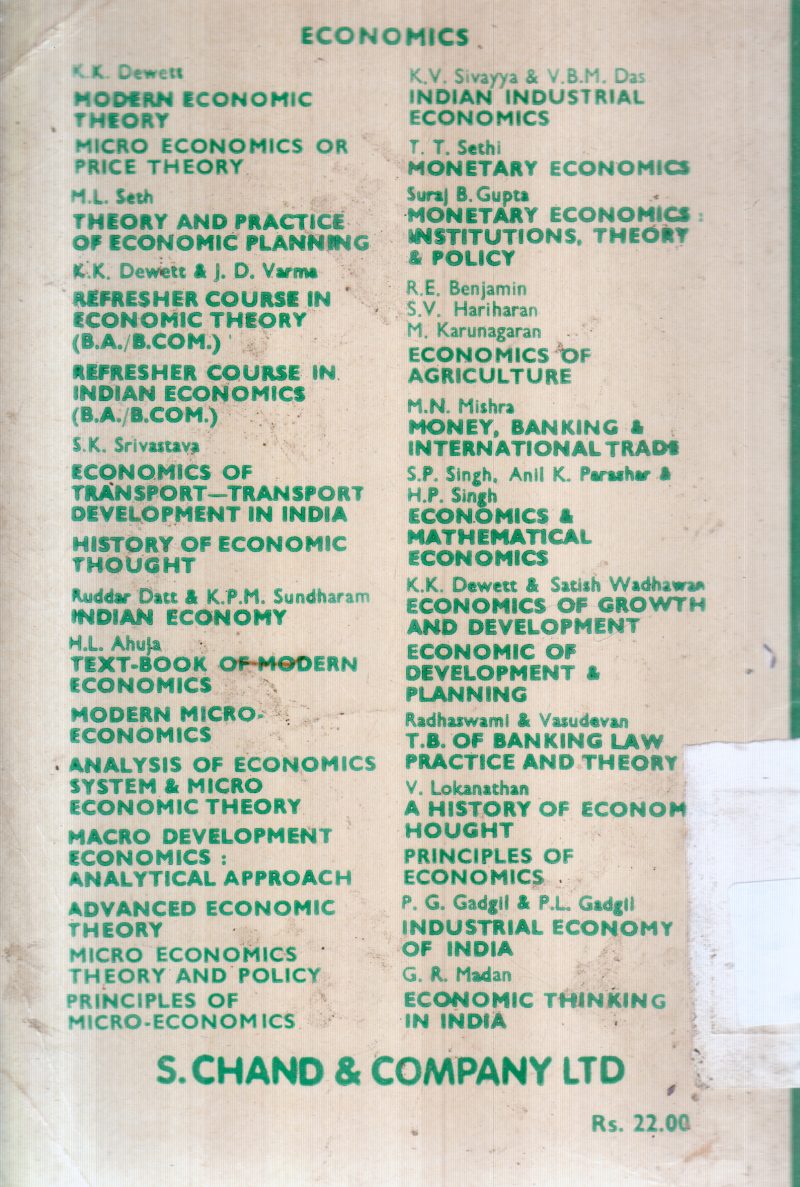 ECONOMICS
K.K. Dewett
MODERN ECONOMIC
THEORY
MICRO ECONOMICS OR
PRICE THEORY
M.L. Seth
THEORY AND PRACTICE
OF ECONOMIC PLANNING
K.K. Dewett & J. D. Varma
REFRESHER COURSE IN
ECONOMIC THEORY
(B.A./B.COM.)
REFRESHER COURSE IN
INDIAN ECONOMICS
(B.A./B.COM.)
S.K. Srivastava
ECONOMICS OF
TRANSPORT—TRANSPORT
DEVELOPMENT IN INDIA
HISTORY OF ECONOMIC
THOUGHT
Ruddar Datt & K.P.M. Sundharam
INDIAN ECONOMY
H.L. Ahuja
TEXT-BOOK OF MODERN
ECONOMICS
MODERN MICRO-
ECONOMICS
ANALYSIS OF ECONOMICS
SYSTEM & MICRO
ECONOMIC THEORY
MACRO DEVELOPMENT
ECONOMICS :
ANALYTICAL APPROACH
ADVANCED ECONOMIC
THEORY
MICRO ECONOMICS
THEORY AND POLICY
PRINCIPLES OF
MICRO-ECONOMICS
K.V. Sivayya & V.B.M. Das
INDIAN INDUSTRIAL
ECONOMICS
T. T. Sethi
MONETARY ECONOMICS
Suraj B. Gupta
MONETARY ECONOMICS :
INSTITUTIONS, THEORY
& POLICY
R.E. Benjamin
S.V. Hariharan
M. Karunagaran
ECONOMICS OF
AGRICULTURE
M.N. Mishra
MONEY, BANKING &
INTERNATIONAL TRADE
S.P. Singh, Anil K. Parashar &
H.P. Singh
ECONOMICS &
MATHEMATICAL
ECONOMICS
K.K. Dewett & Satish Wadhawan
ECONOMICS OF GROWTH
AND DEVELOPMENT
ECONOMIC OF
DEVELOPMENT &
PLANNING
Radhaswami & Vasudevan
T.B. OF BANKING LAW
PRACTICE AND THEORY
V. Lokanathan
A HISTORY OF ECONOM
HOUGHT
PRINCIPLES OF
ECONOMICS
P. G. Gadgil & P.L. Gadgil
INDUSTRIAL ECONOMY
OF INDIA
G. R. Madan
ECONOMIC THINKING
IN INDIA
S. CHAND & COMPANY LTD
Rs. 22.00